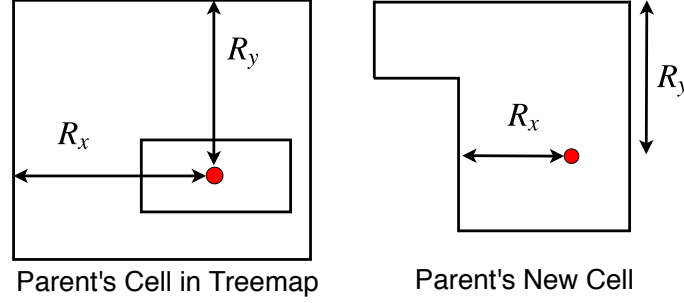 R_y
R_x
Parent's Cell in Treemap
R_x
R_y
Parent's New Cell